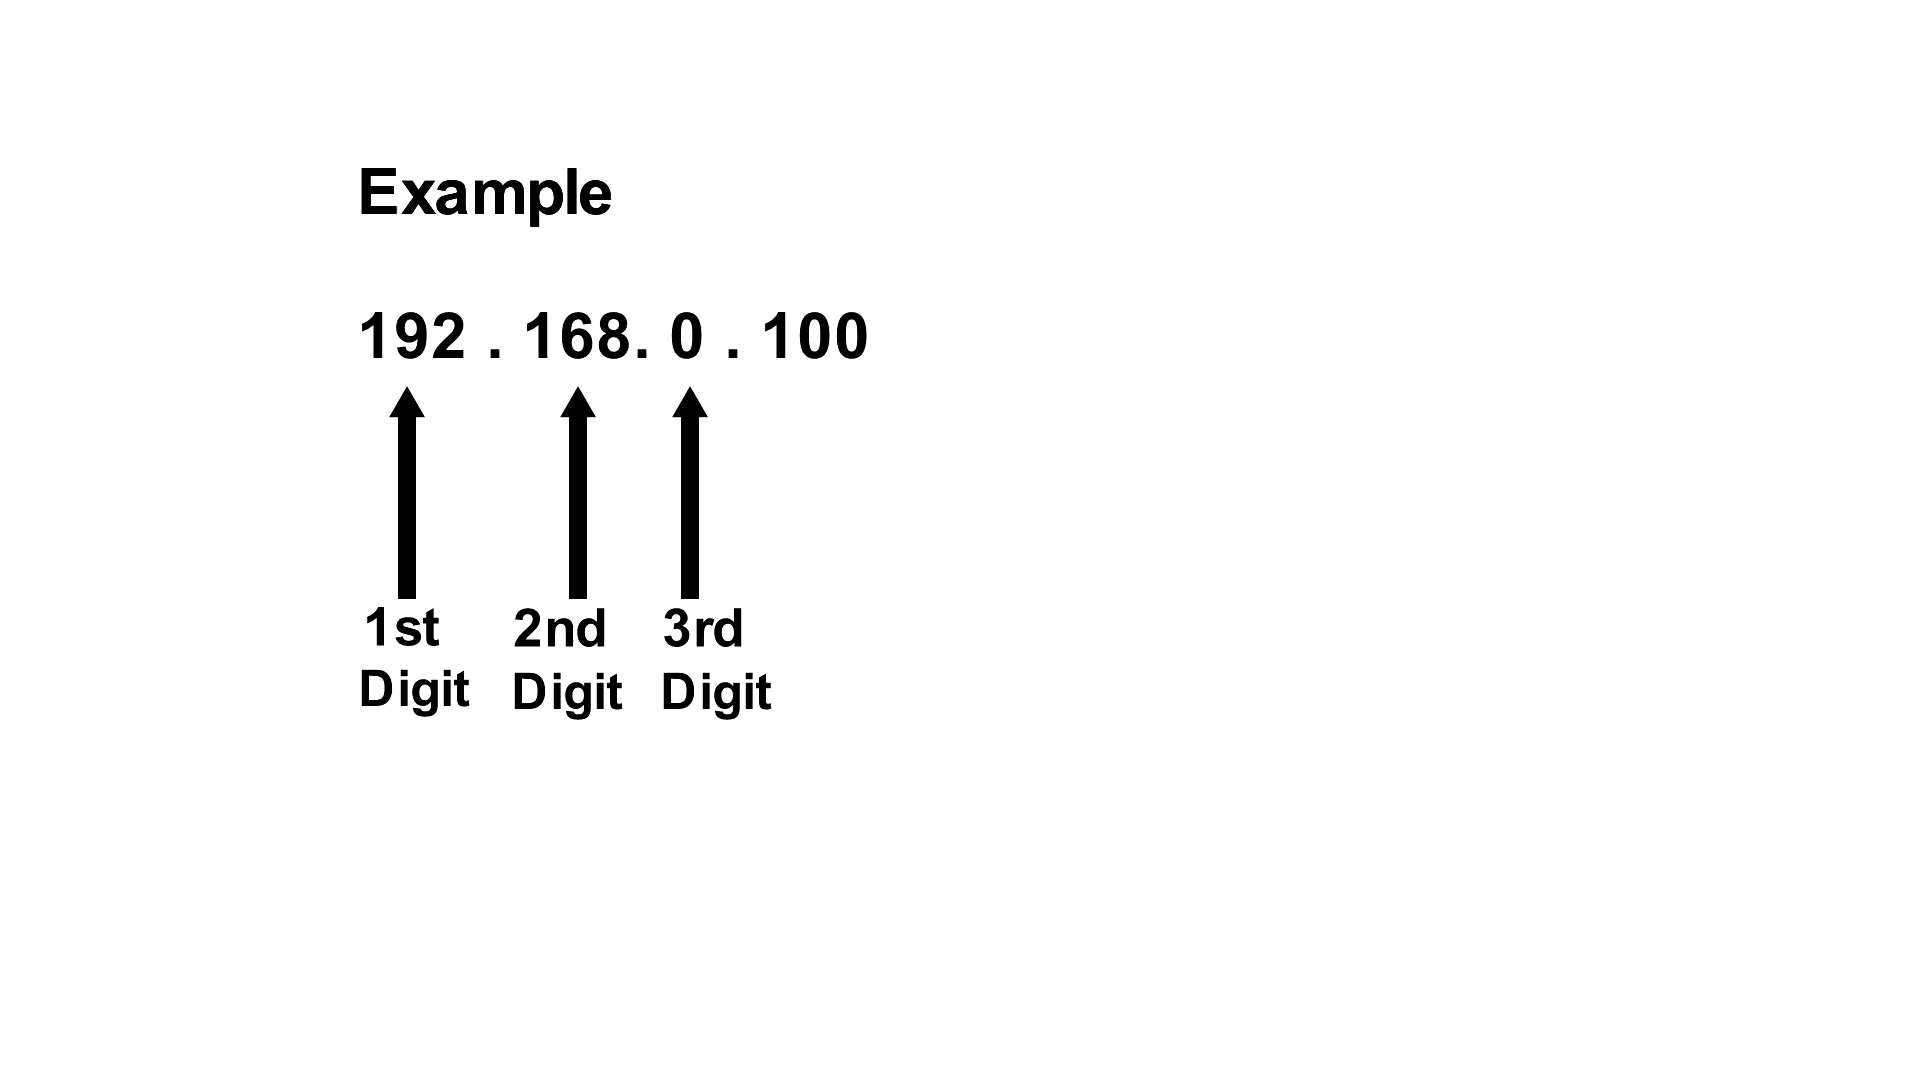 Example
192 . 168. 0 . 100
1st 2nd 3rd
Digit Digit Digit